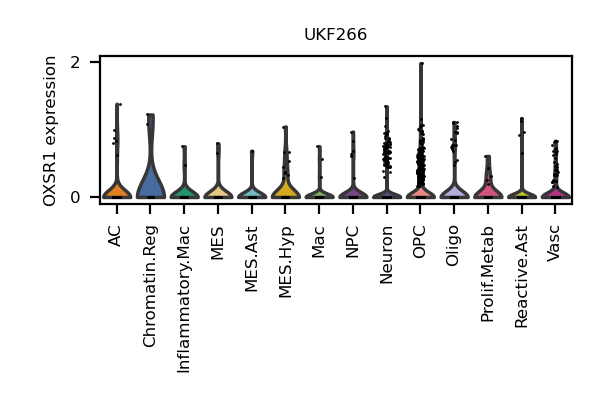 UKF266
OXSR1 expression
2
0
AC
Chromatin.Reg
Inflammatory.Mac
MES
MES.Ast
MES.Hyp
Mac
NPC
Neuron
OPC
Oligo
Prolif.Metab
Reactive.Ast
Vasc